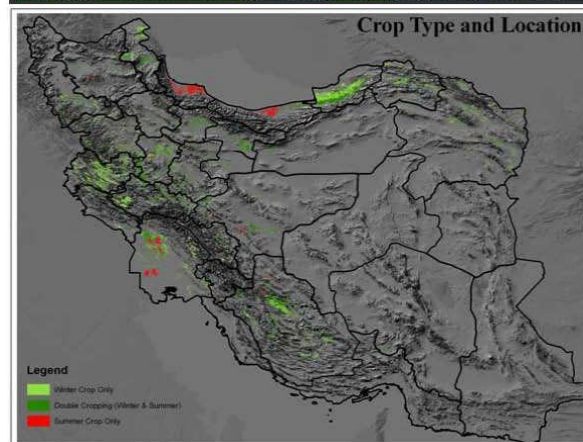 Crop Type and Location
Legend
Winter Crop Only
Double Cropping (Winter & Summer)
Summer Crop Only